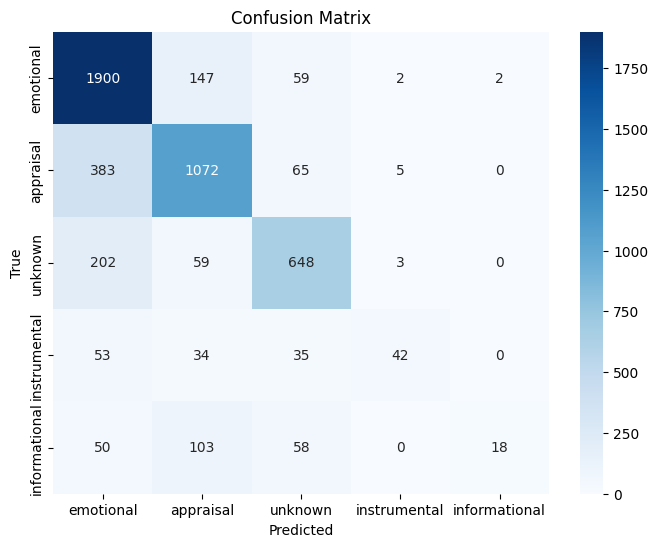 Confusion Matrix
emotional 1900 147 59 2 2
appraisal 383 1072 65 5 0
unknown 202 59 648 3 0
instrumental 53 34 35 42 0
informational 50 103 58 0 18
True
emotional appraisal unknown instrumental informational
Predicted
1750
1500
1250
1000
750
500
250
0